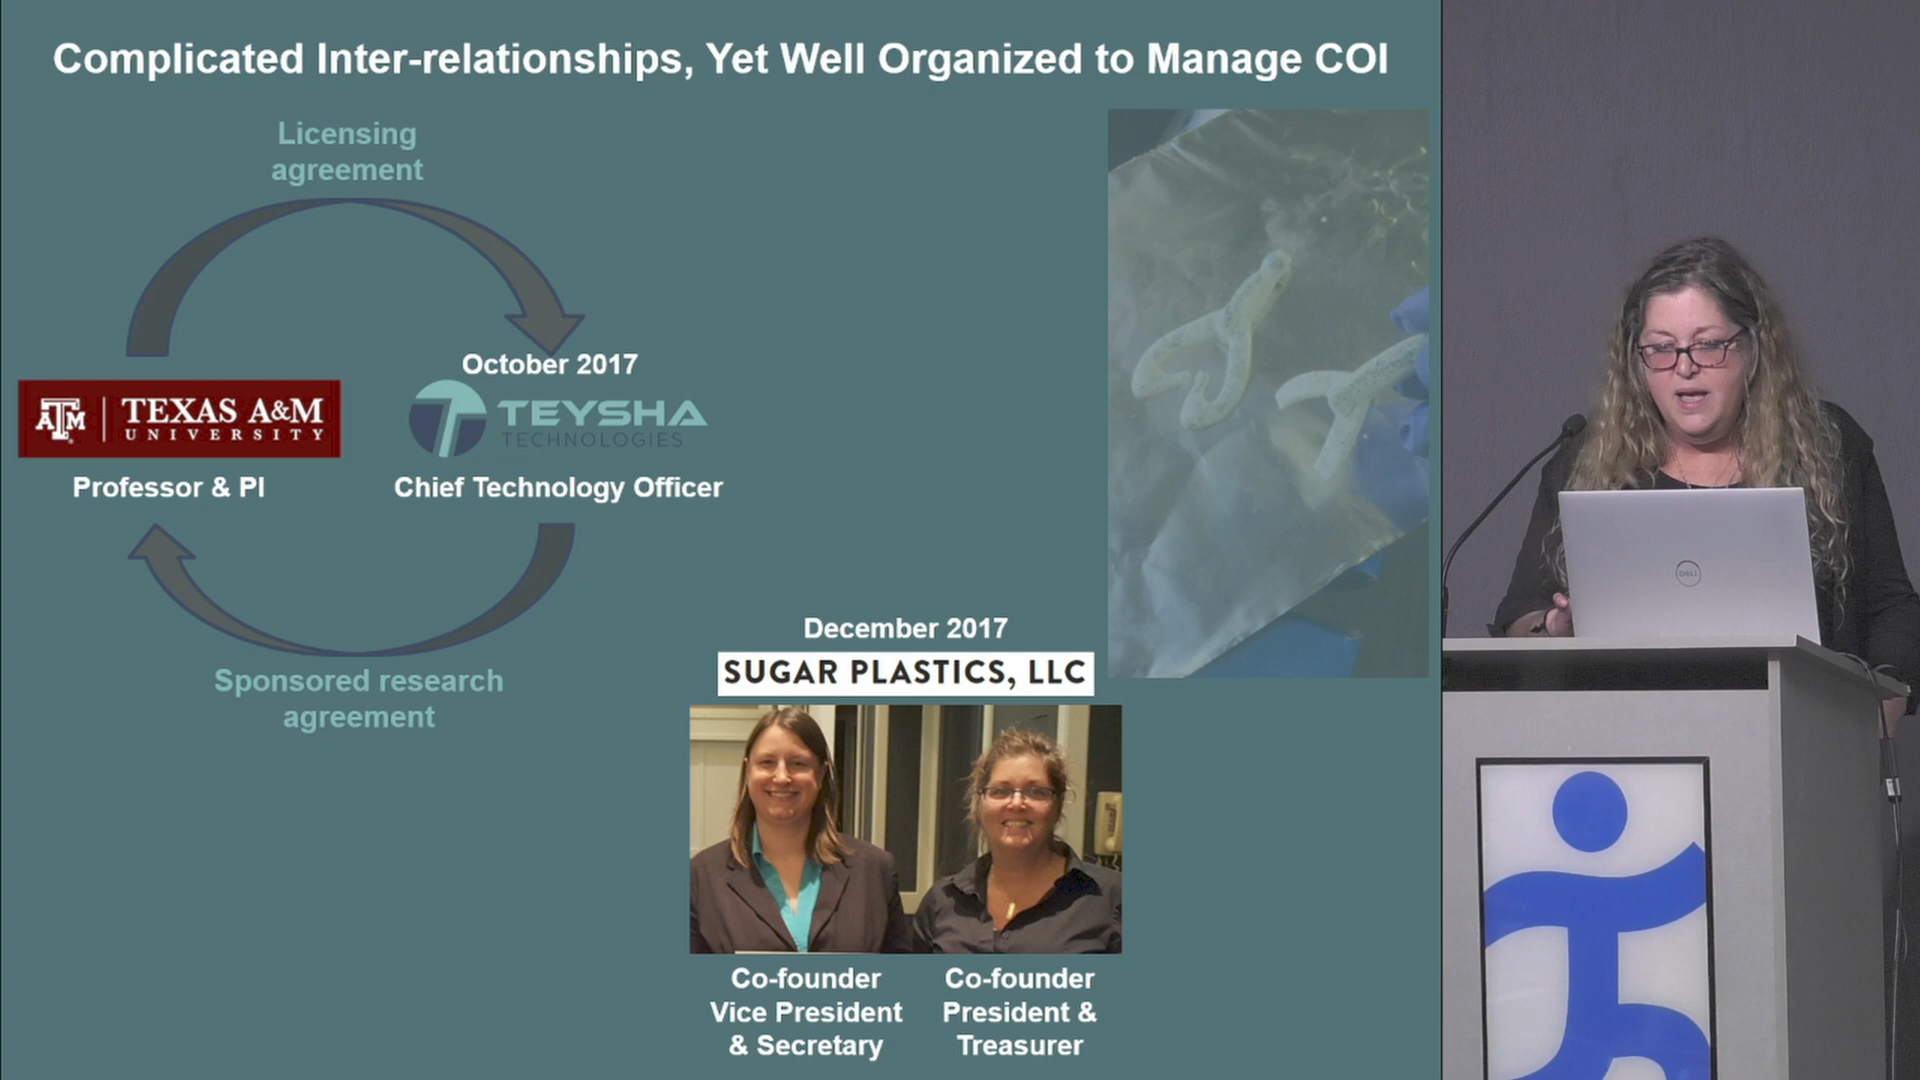 Complicated Inter-relationships, Yet Well Organized to Manage COI
Licensing
agreement
October 2017
ATM
TEXAS A&M
UNIVERSITY
TEYSHA
TECHNOLOGIES
Professor & PI
Chief Technology Officer
Sponsored research
agreement
December 2017
SUGAR PLASTICS, LLC
Co-founder
Vice President
& Secretary
Co-founder
President &
Treasurer
DELL